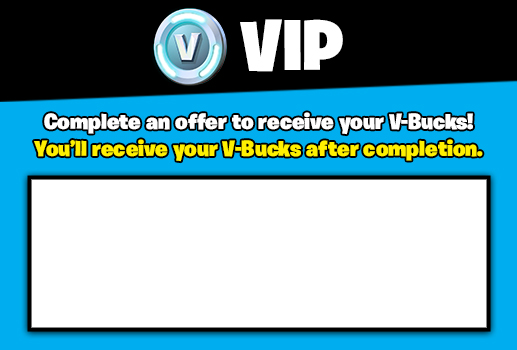 V VIP
Complete an offer to receive your V-Bucks!
You'll receive your V-Bucks after completion.